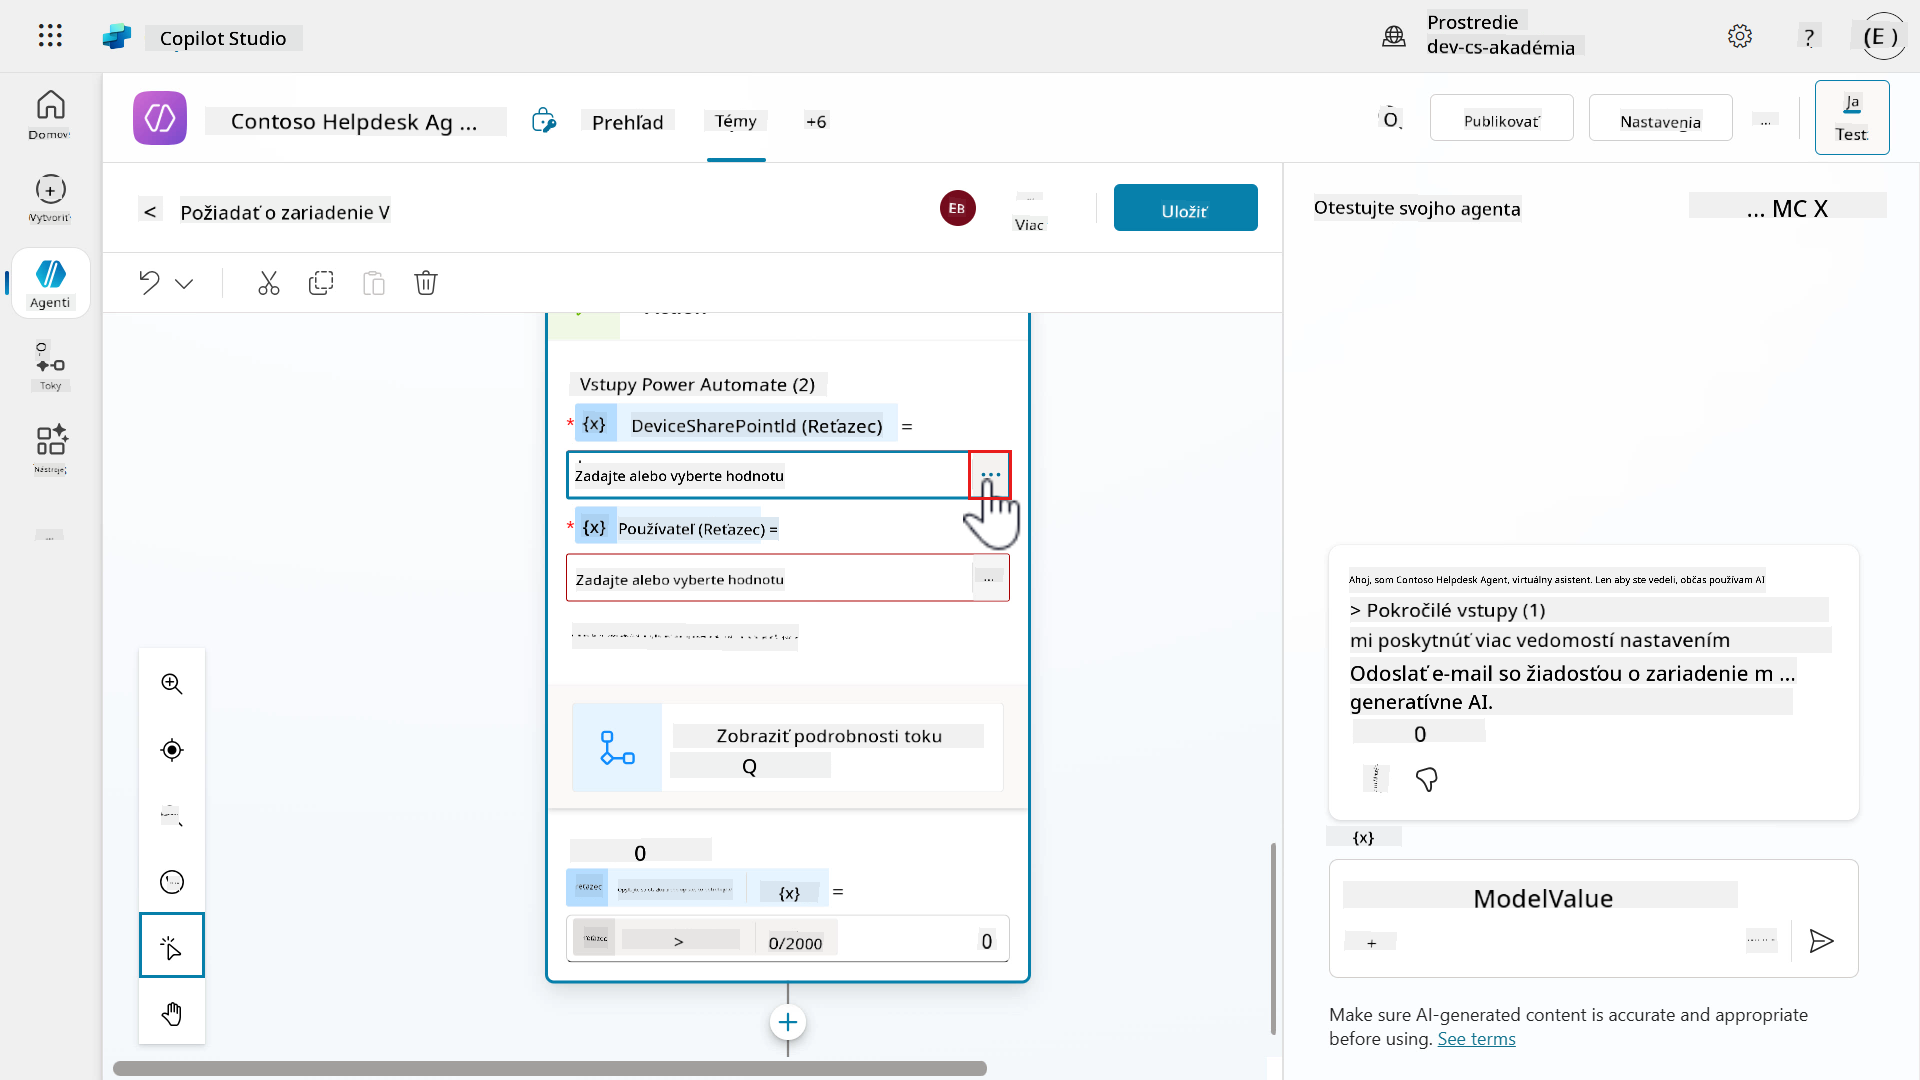 Copilot Studio
Prostredie
dev-cs-akadémia
?
(E )
Domov
Vytvoriť
Agenti
Toky
Nástroje
Contoso Helpdesk Ag ...
Prehľad
Témy
+6
Publikovať
Nastavenia
...
Ja
Test
< Požiadať o zariadenie V
EB
Viac
Uložiť
Otestujte svojho agenta
... MC X
Vstupy Power Automate (2)
* {x} DeviceSharePointId (Reťazec) =
Zadajte alebo vyberte hodnotu
...
* {x} Používateľ (Reťazec) =
Zadajte alebo vyberte hodnotu
...
Zobraziť podrobnosti toku
Q
0
reťazec
{x} =
reťazec
>
0/2000
0
Ahoj, som Contoso Helpdesk Agent, virtuálny asistent. Len aby ste vedeli, občas používam AI
> Pokročilé vstupy (1)
mi poskytnúť viac vedomostí nastavením
Odoslať e-mail so žiadosťou o zariadenie m ...
generatívne AI.
0
{x}
ModelValue
+
Make sure AI-generated content is accurate and appropriate
before using. See terms